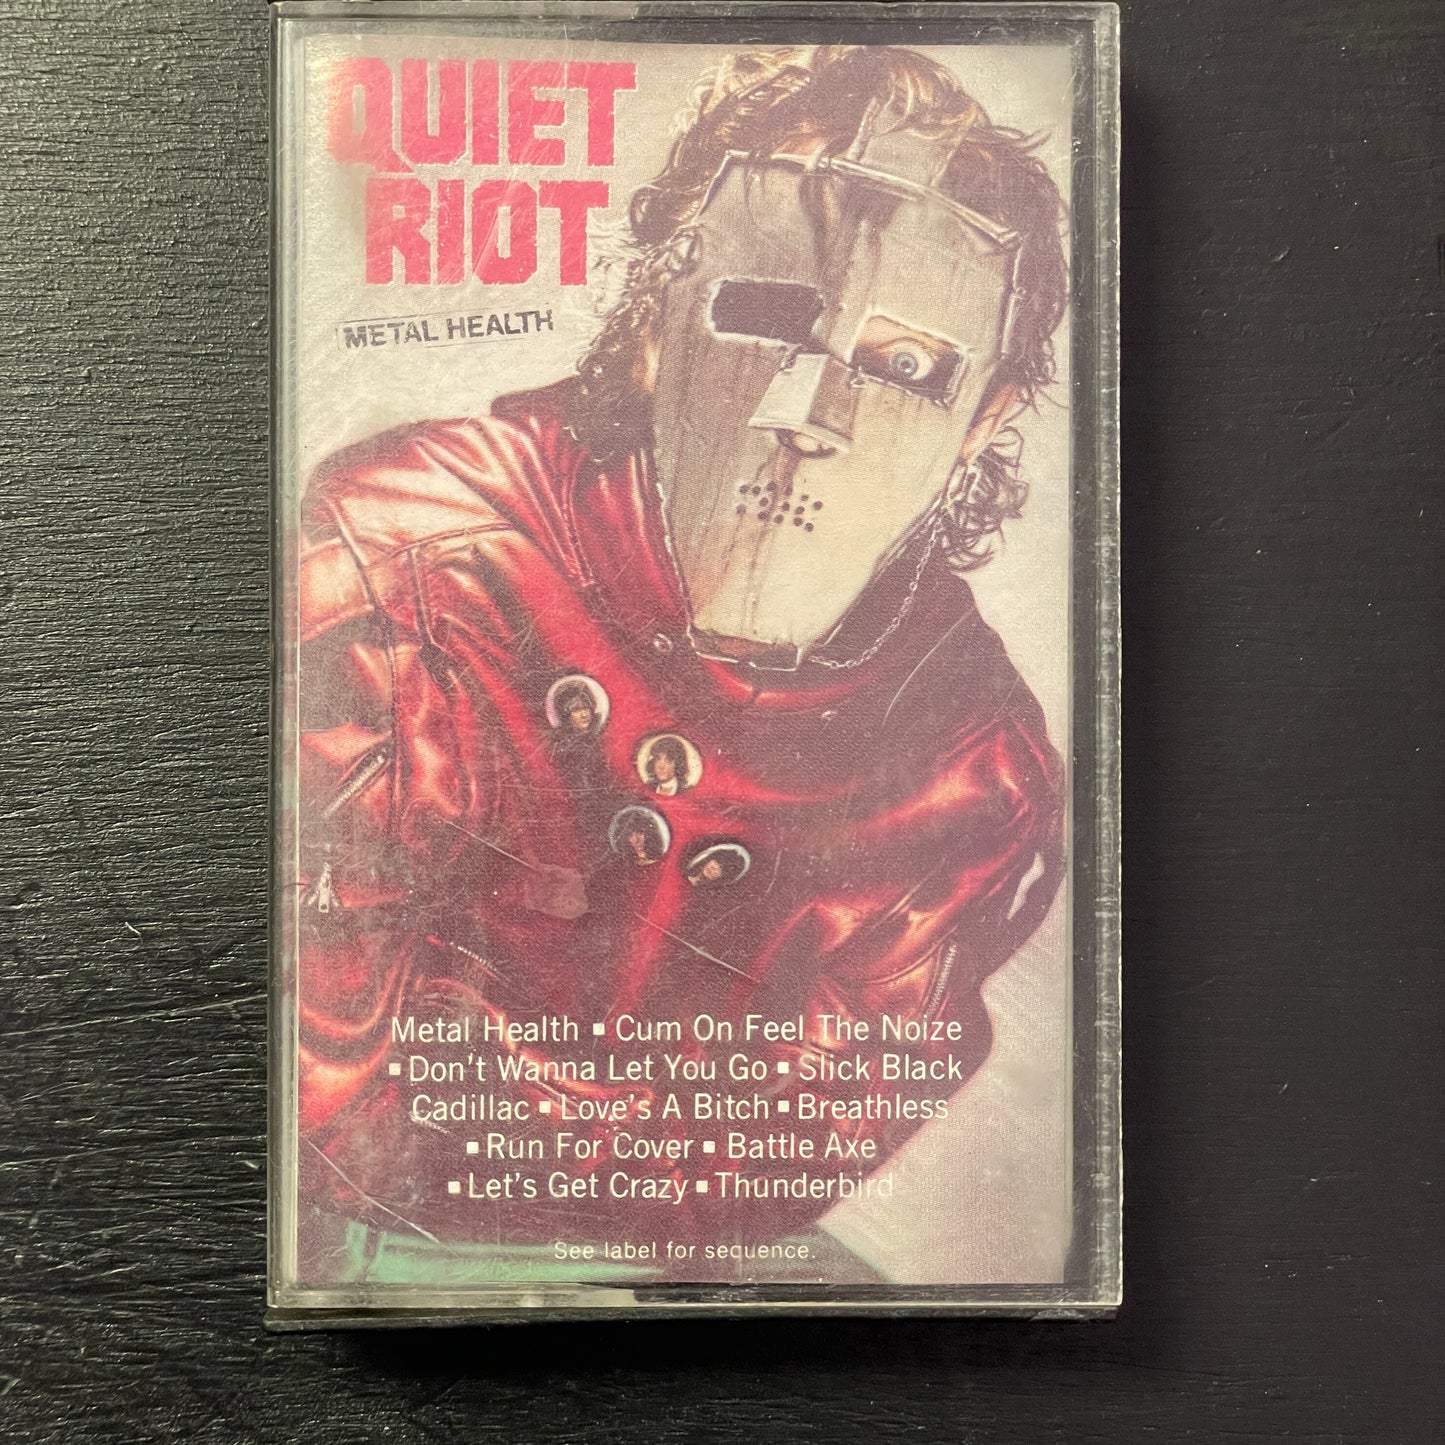 QUIET
RIOT
METAL HEALTH
Metal Health ▪ Cum On Feel The Noize
▪ Don't Wanna Let You Go ▪ Slick Black
Cadillac ▪ Love's A Bitch ▪ Breathless
▪ Run For Cover ▪ Battle Axe
▪ Let's Get Crazy ▪ Thunderbird
See label for sequence.